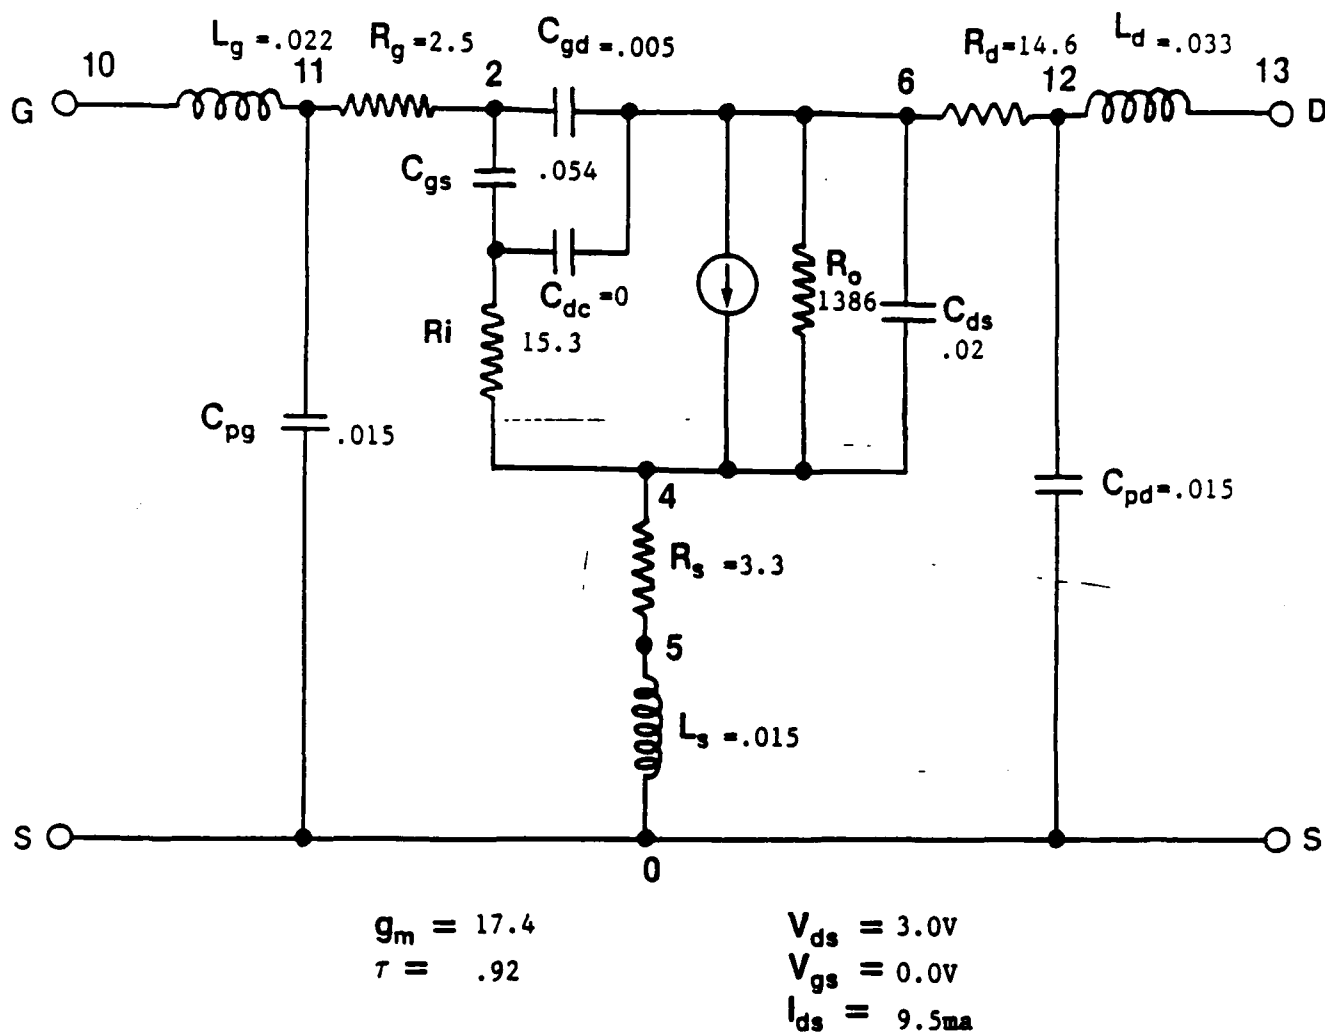 L_g =.022
R_g =2.5
C_gd =.005
R_d =14.6
L_d =.033
10
11
2
6
12
13
G
D
C_gs
.054
C_dc =0
R_o
1386
C_ds
.02
Ri
15.3
C_pg
.015
4
C_pd =.015
R_s =3.3
5
L_s =.015
S
S
0
g_m = 17.4
τ = .92
V_ds = 3.0V
V_gs = 0.0V
I_ds = 9.5ma